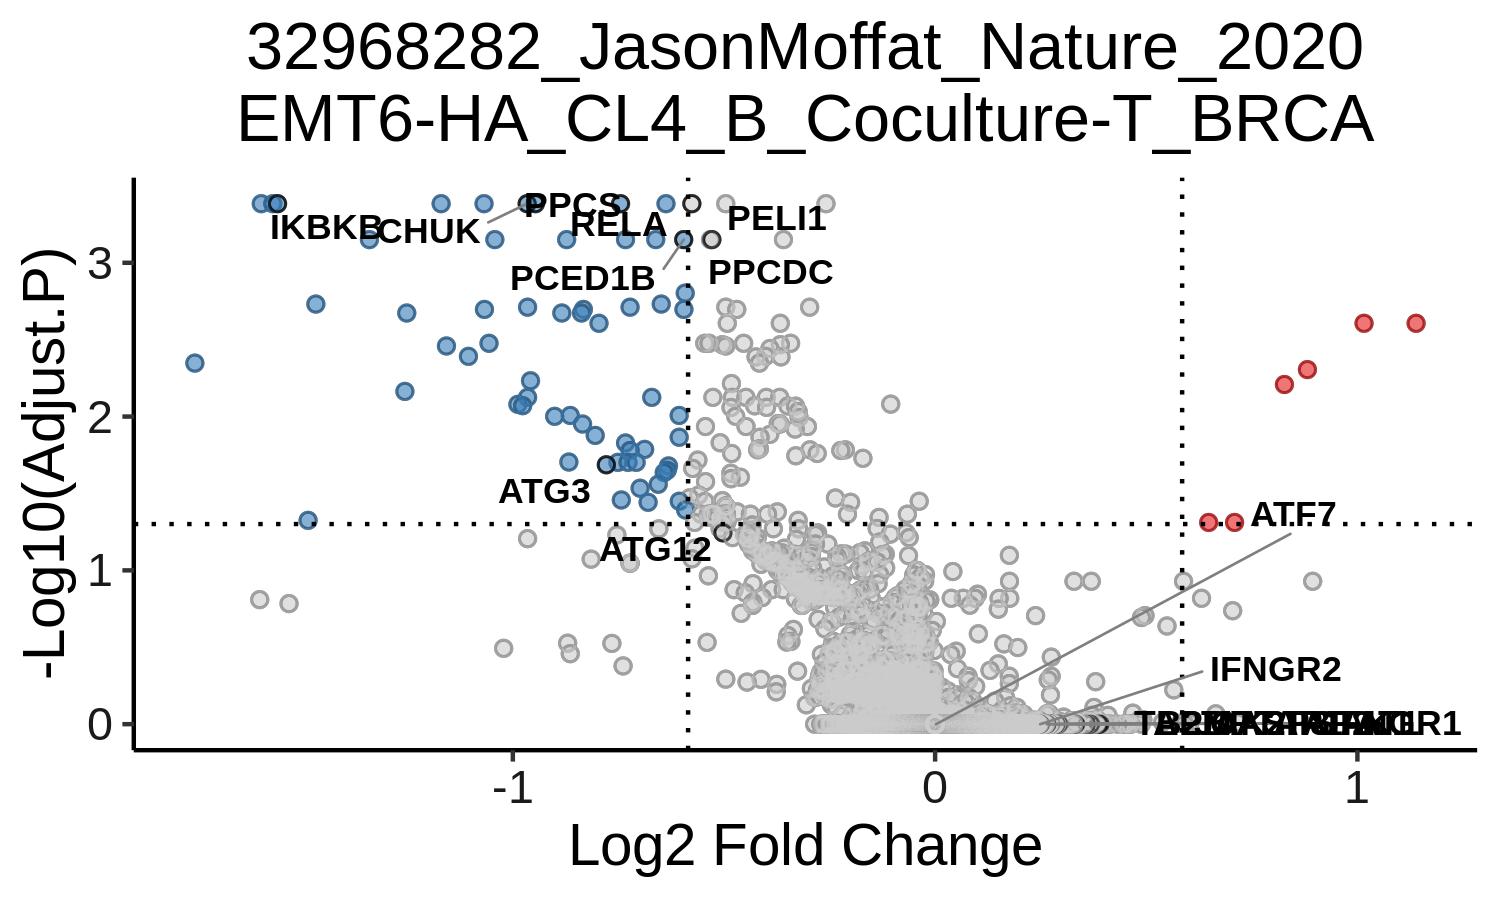 32968282_JasonMoffat_Nature_2020
EMT6-HA_CL4_B_Coculture-T_BRCA
-Log10(Adjust.P)
3
2
1
0
PPCS
IKBKB
CHUK
RELA
PELI1
PCED1B
PPCDC
ATG3
ATF7
ATG12
IFNGR2
-1
0
1
Log2 Fold Change